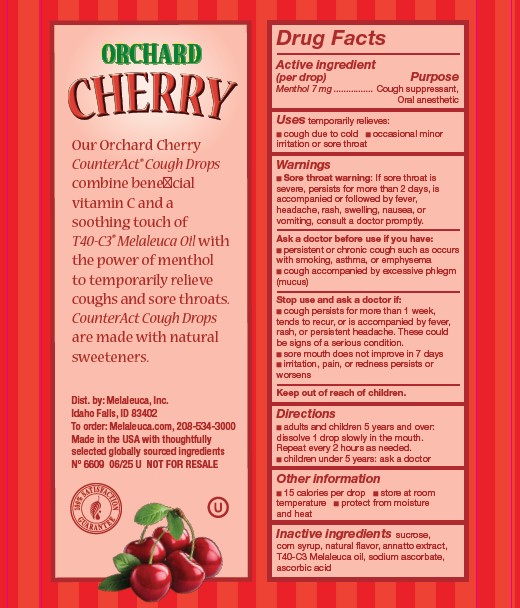 ORCHARD
CHERRY
Our Orchard Cherry
CounterAct® Cough Drops
combine bene☒cial
vitamin C and a
soothing touch of
T40-C3® Melaleuca Oil with
the power of menthol
to temporarily relieve
coughs and sore throats.
CounterAct Cough Drops
are made with natural
sweeteners.
Dist. by: Melaleuca, Inc.
Idaho Falls, ID 83402
To order: Melaleuca.com, 208-534-3000
Made in the USA with thoughtfully
selected globally sourced ingredients
Nº 6609 06/25 U NOT FOR RESALE
100% SATISFACTION
GUARANTEE
U
Drug Facts
Active ingredient
(per drop) Purpose
Menthol 7 mg ................ Cough suppressant,
Oral anesthetic
Uses temporarily relieves:
■ cough due to cold ■ occasional minor
irritation or sore throat
Warnings
■ Sore throat warning: If sore throat is
severe, persists for more than 2 days, is
accompanied or followed by fever,
headache, rash, swelling, nausea, or
vomiting, consult a doctor promptly.
Ask a doctor before use if you have:
■ persistent or chronic cough such as occurs
with smoking, asthma, or emphysema
■ cough accompanied by excessive phlegm
(mucus)
Stop use and ask a doctor if:
■ cough persists for more than 1 week,
tends to recur, or is accompanied by fever,
rash, or persistent headache. These could
be signs of a serious condition.
■ sore mouth does not improve in 7 days
■ irritation, pain, or redness persists or
worsens
Keep out of reach of children.
Directions
■ adults and children 5 years and over:
dissolve 1 drop slowly in the mouth.
Repeat every 2 hours as needed.
■ children under 5 years: ask a doctor
Other information
■ 15 calories per drop ■ store at room
temperature ■ protect from moisture
and heat
Inactive ingredients sucrose,
corn syrup, natural flavor, annatto extract,
T40-C3 Melaleuca oil, sodium ascorbate,
ascorbic acid